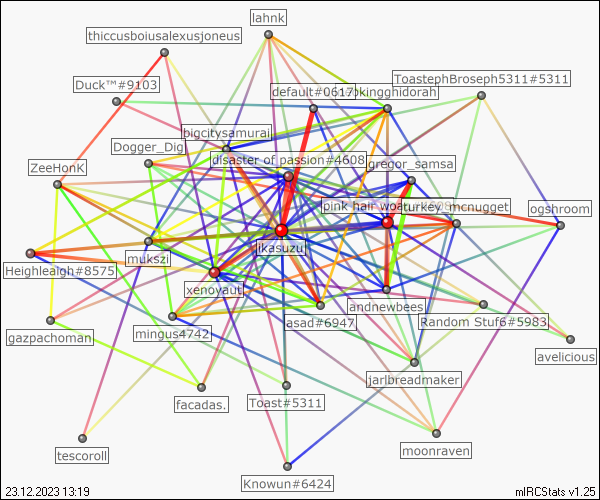 lahnk
thiccusboiusalexusjoneus
ToastephBroseph5311#5311
Duck™#9103
default#0617
kingghidorah
bigcitysamurai
Dogger_Dig
disaster of passion#4608
gregor_samsa
ZeeHonK
pink hair woa
turkey_mcnugget
ogshroom
ikasuzu
mukszi
Heighleaigh#8575
xenoyaut
andnewbees
asad#6947
Random Stuf6#5983
gazpachoman
mingus4742
avelicious
jarlbreadmaker
facadas.
Toast#5311
moonraven
tescoroll
Knowun#6424
23.12.2023 13:19
mIRCStats v1.25